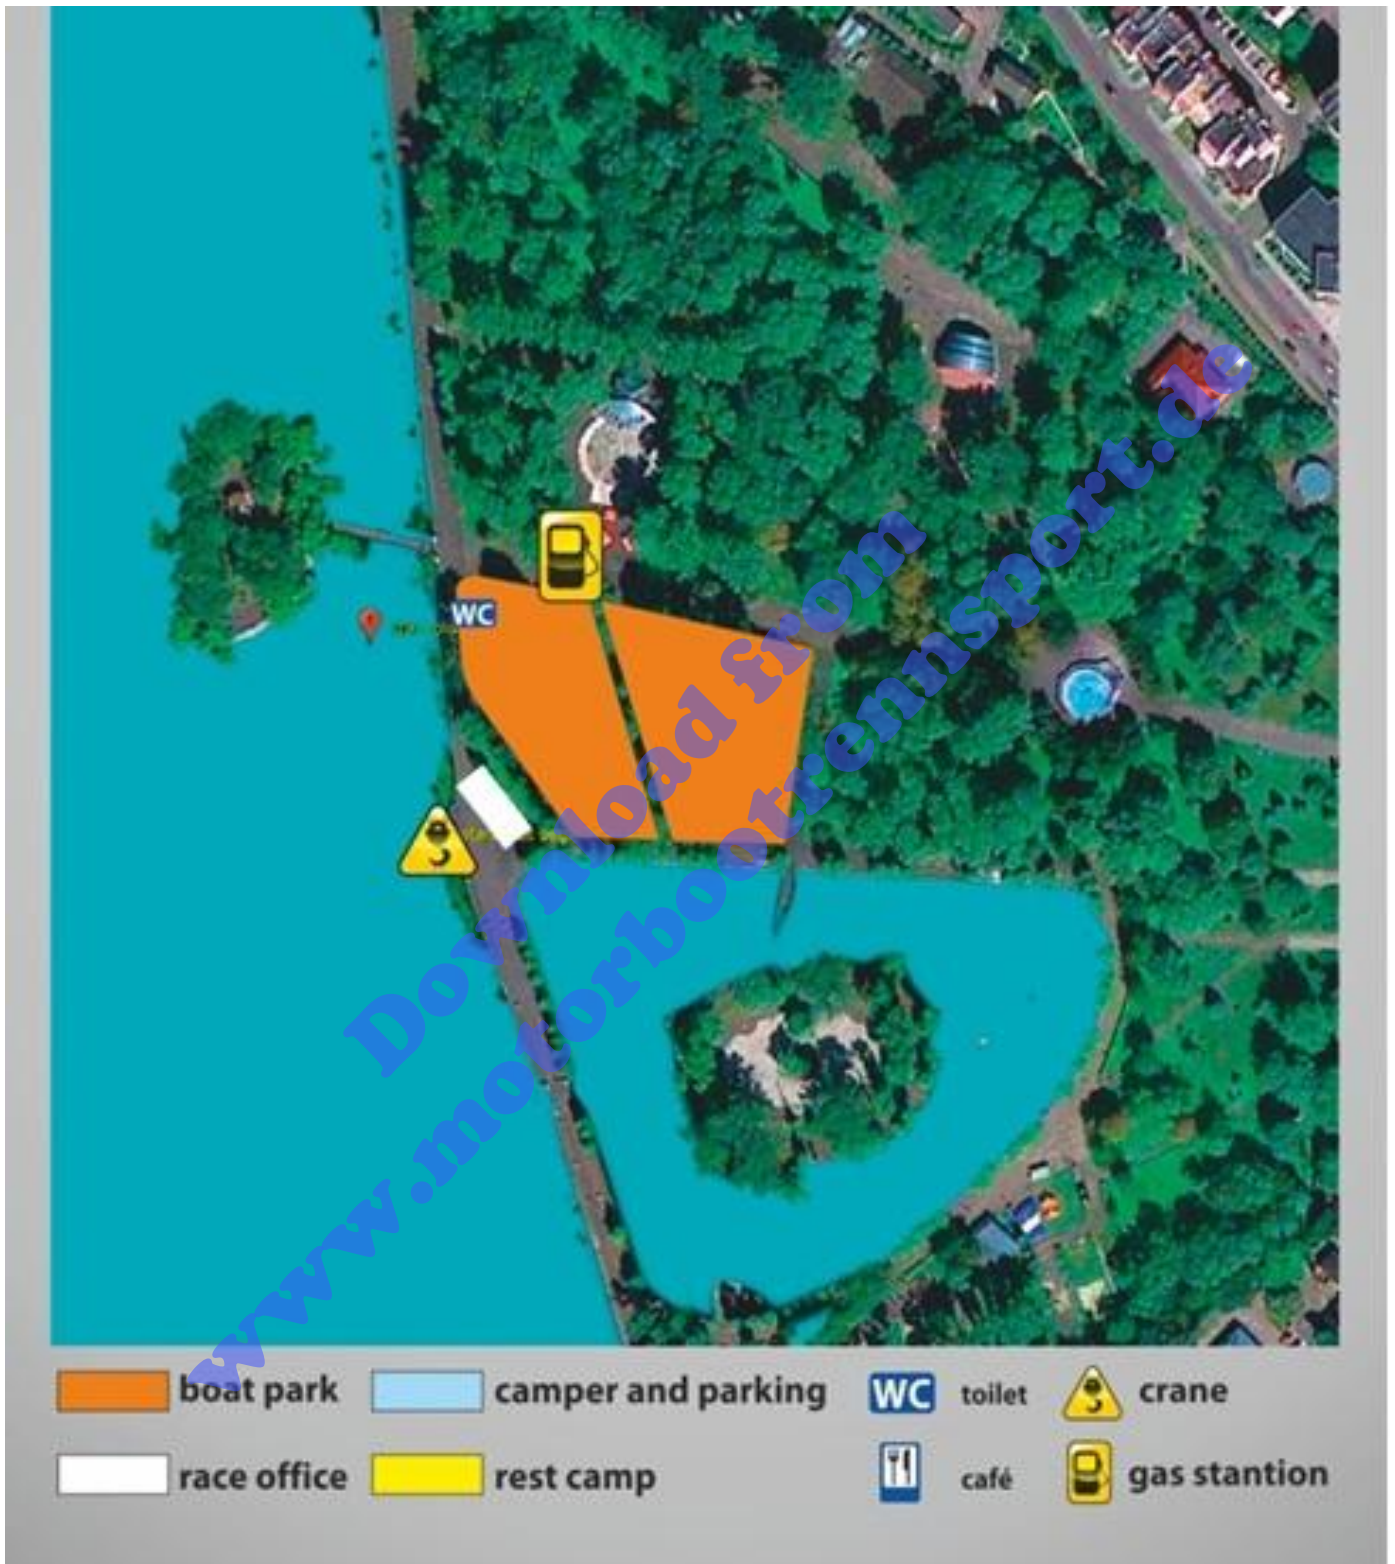 WC
Download from
www.motorbootrennsport.de
boat park
camper and parking
WC toilet
crane
race office
rest camp
café
gas stantion